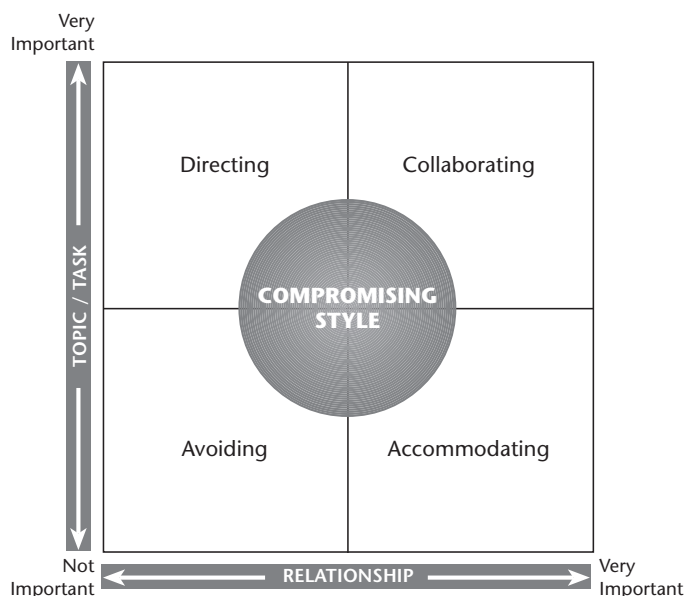 Very
Important
Directing
Collaborating
TOPIC / TASK
COMPROMISING
STYLE
Avoiding
Accommodating
Not
Important
RELATIONSHIP
Very
Important